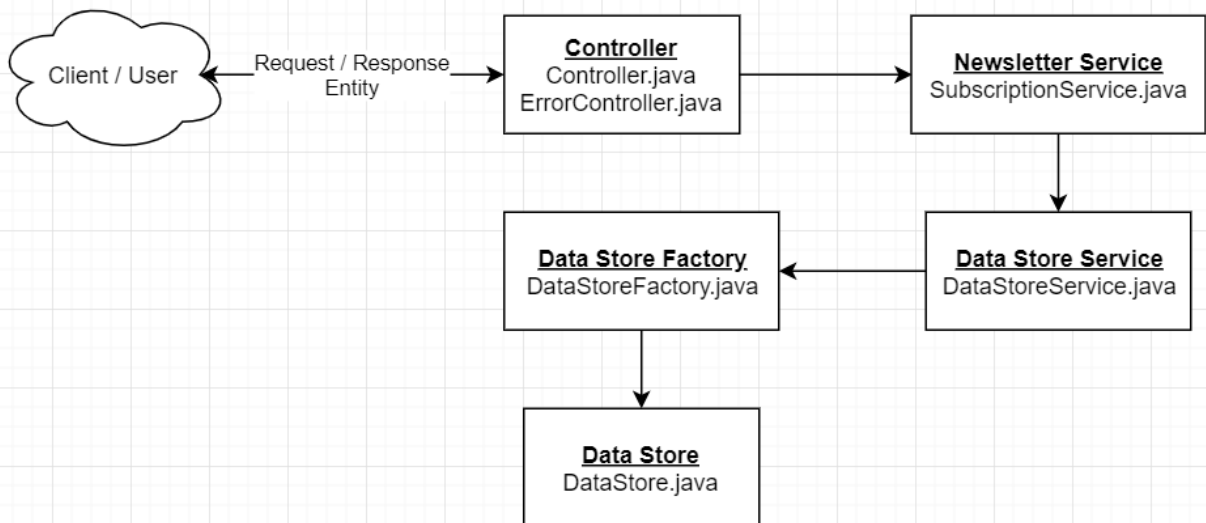 Client / User
Request / Response
Entity
Controller
Controller.java
ErrorController.java
Newsletter Service
SubscriptionService.java
Data Store Factory
DataStoreFactory.java
Data Store Service
DataStoreService.java
Data Store
DataStore.java